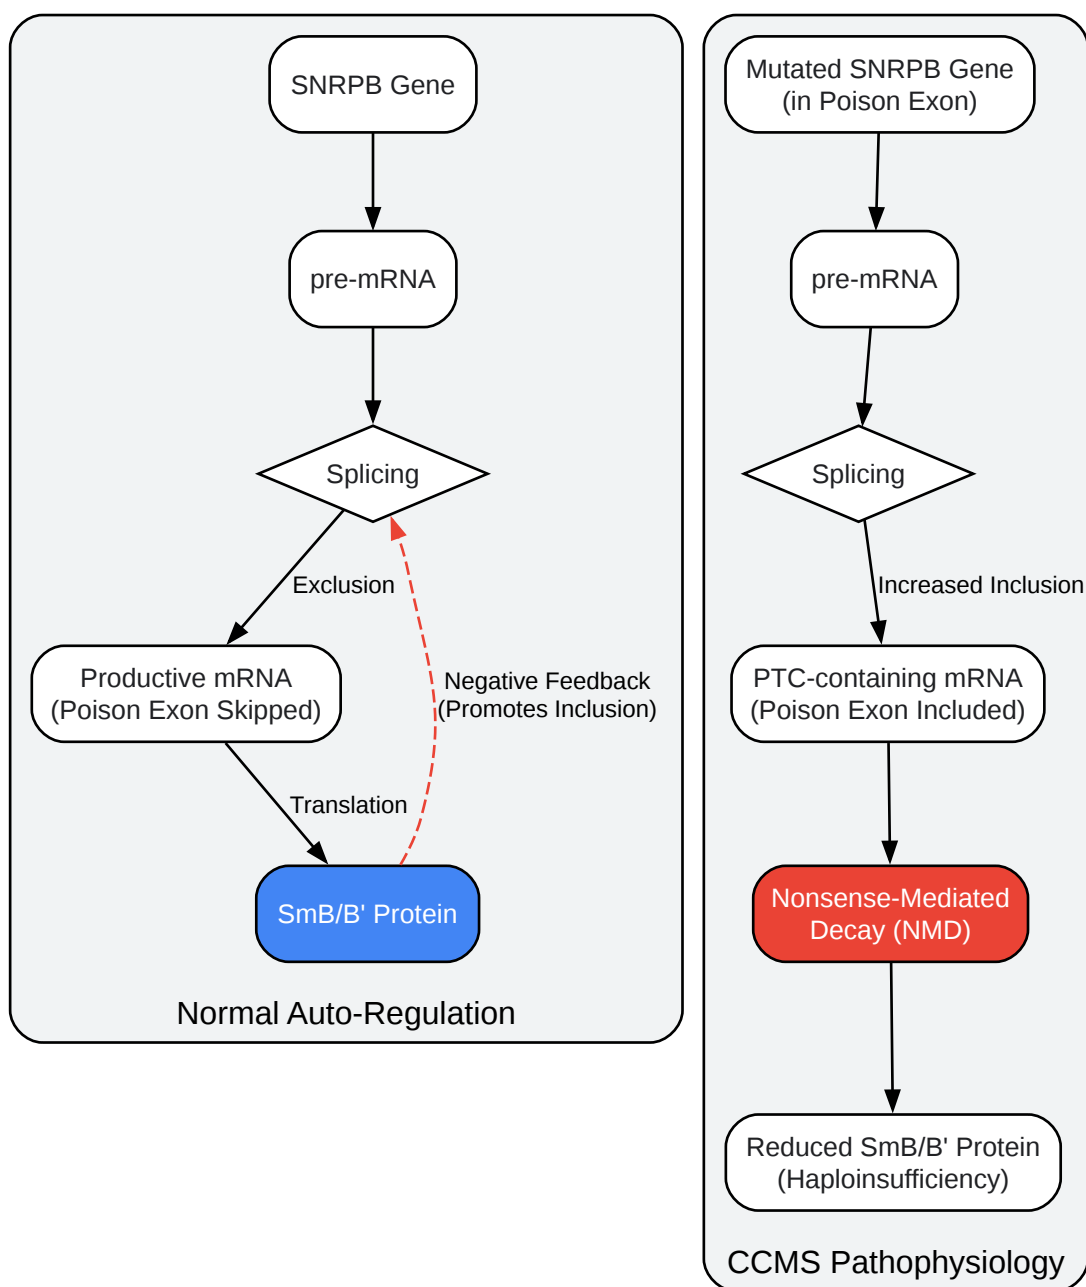 SNRPB Gene
pre-mRNA
Splicing
Exclusion
Productive mRNA
(Poison Exon Skipped)
Negative Feedback
(Promotes Inclusion)
Translation
SmB/B' Protein
Normal Auto-Regulation
Mutated SNRPB Gene
(in Poison Exon)
pre-mRNA
Splicing
Increased Inclusion
PTC-containing mRNA
(Poison Exon Included)
Nonsense-Mediated
Decay (NMD)
Reduced SmB/B' Protein
(Haploinsufficiency)
CCMS Pathophysiology